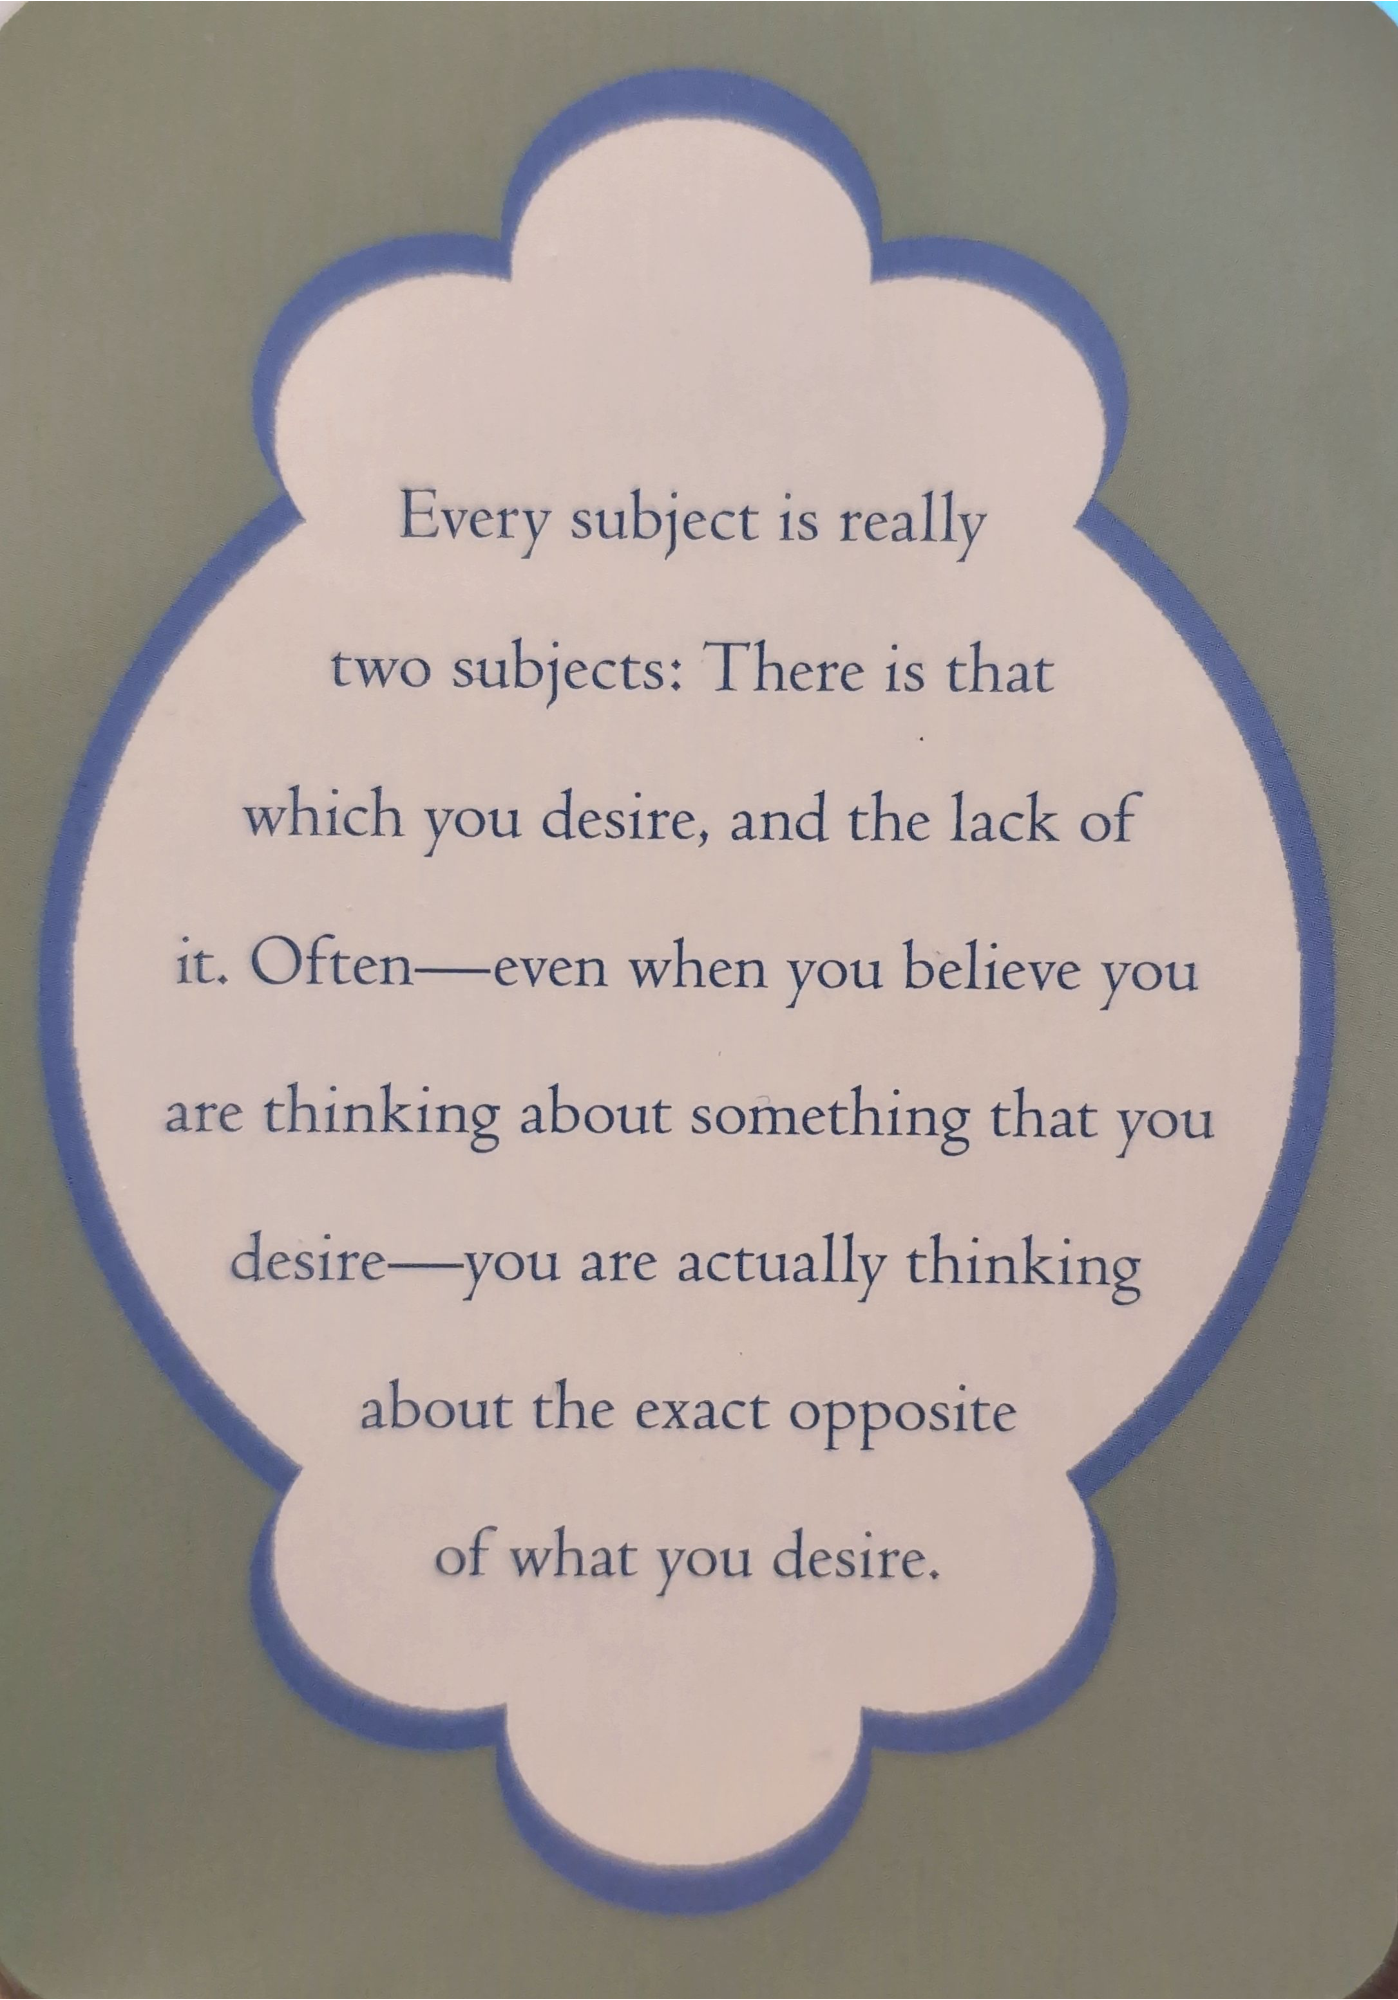 Every subject is really
two subjects: There is that
which you desire, and the lack of
it. Often—even when you believe you
are thinking about something that you
desire—you are actually thinking
about the exact opposite
of what you desire.